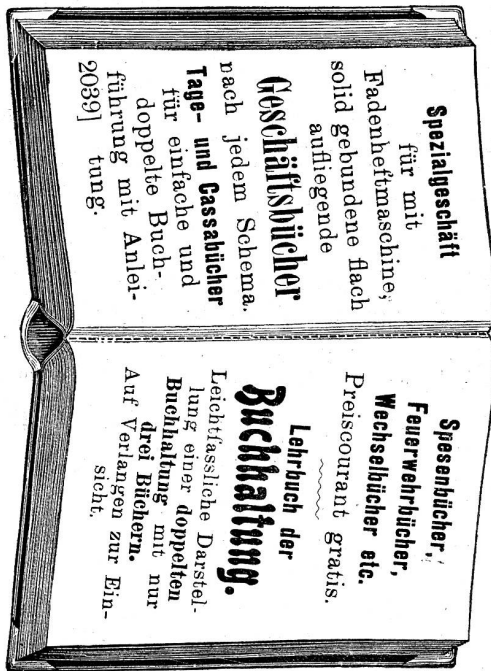 Spezialgeschäft
für mit
Fadenheftmaschine,
solid gebundene flach
aufliegende
Geschäftsbücher
nach jedem Schema.
Tage- und Cassabücher
für einfache und
doppelte Buch-
führung mit Anlei-
2039] tung.
Spesenbücher,
Feuerwehrbücher,
Wechselbücher etc.
Preiscourant gratis.
Lehrbuch der
Buchhaltung.
Leichtfassliche Darstel-
lung einer doppelten
Buchhaltung mit nur
drei Büchern.
Auf Verlangen zur Ein-
sicht.